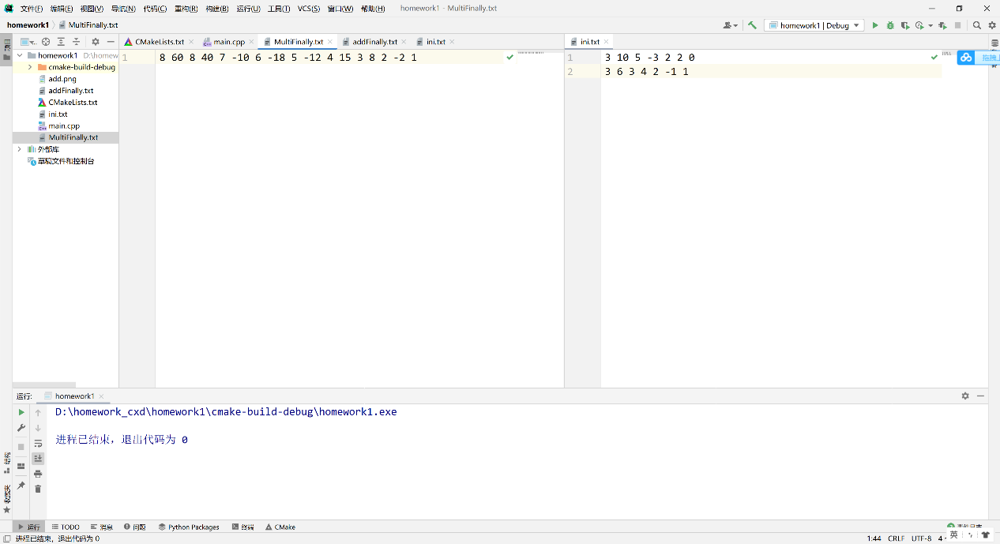 文件(F) 编辑(E) 视图(V) 导航(N) 代码(C) 重构(R) 构建(B) 运行(U) 工具(T) VCS(S) 窗口(W) 帮助(H) homework1 - MultiFinally.txt
homework1 MultiFinally.txt homework1 | Debug
CMakeLists.txt main.cpp MultiFinally.txt addFinally.txt ini.txt ini.txt
homework1 D:\homew
cmake-build-debug
add.png
addFinally.txt
CMakeLists.txt
ini.txt
main.cpp
MultiFinally.txt
外部库
草稿文件和控制台
1 8 60 8 40 7 -10 6 -18 5 -12 4 15 3 8 2 -2 1
1 3 10 5 -3 2 2 0
2 3 6 3 4 2 -1 1
运行: homework1
D:\homework_cxd\homework1\cmake-build-debug\homework1.exe
进程已结束，退出代码为 0
结构
运行 TODO 消息 问题 Python Packages 终端 CMake
进程已结束，退出代码为 0 1:44 CRLF UTF-8 4 英